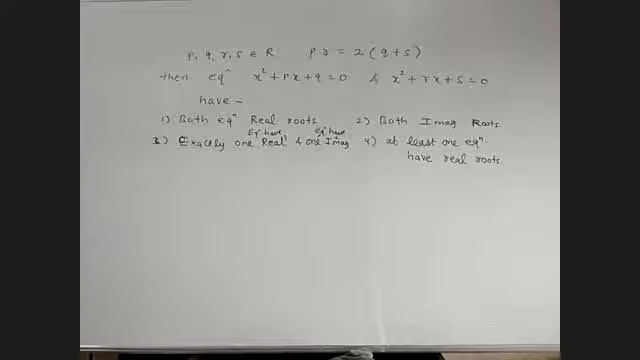 P, q, r, s ∈ R   Pr = 2 (q + s)
then eqⁿ x² + Px + q = 0 & x² + rx + s = 0
have -
1) Both eqⁿ Real roots   2) Both Imag Roots.
Eqⁿ have   eqⁿ have
3) Exactly one Real & one Imag   4) at least one eqⁿ
have real roots